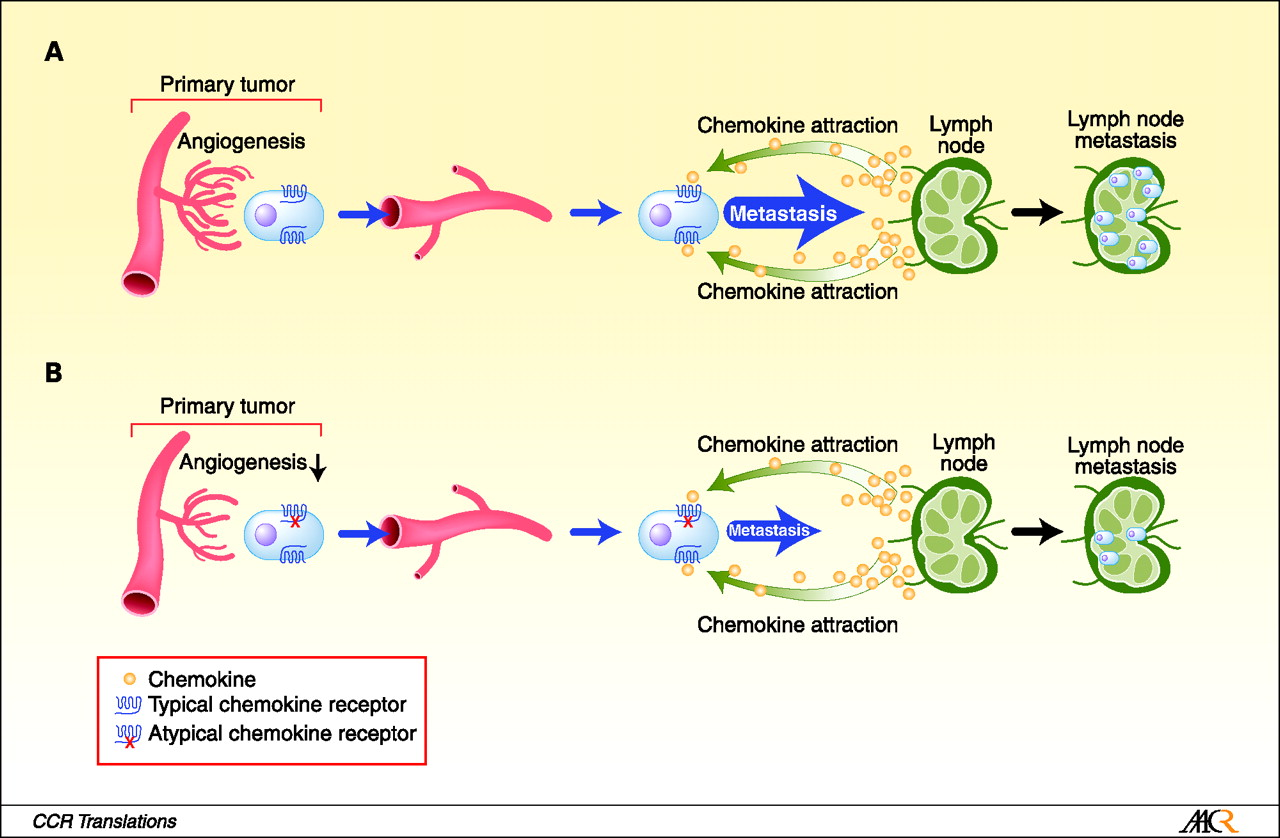 A
Primary tumor
Angiogenesis
Chemokine attraction
Metastasis
Chemokine attraction
Lymph
node
Lymph node
metastasis
B
Primary tumor
Angiogenesis
Chemokine attraction
Metastasis
Chemokine attraction
Lymph
node
Lymph node
metastasis
Chemokine
Typical chemokine receptor
Atypical chemokine receptor
CCR Translations
AACR